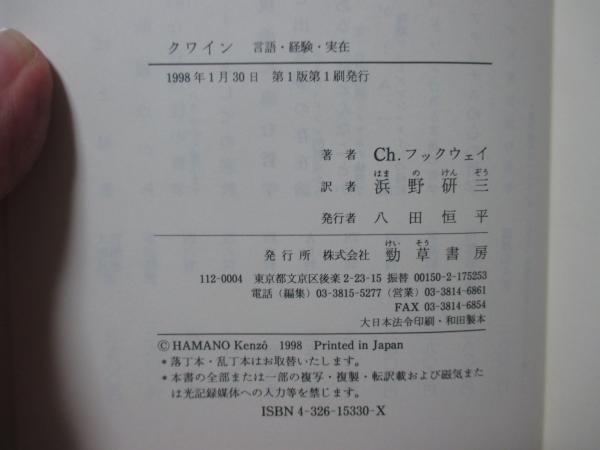 クワイン 言語・経験・実在
1998年1月30日 第1版第1刷発行
著者 Ch.フックウェイ
はま の けん ぞう
訳者 浜野研三
発行者 八田恒平
けい そう
発行所 株式会社 勁草書房
112-0004 東京都文京区後楽2-23-15 振替 00150-2-175253
電話(編集)03-3815-5277(営業)03-3814-6861
FAX 03-3814-6854
大日本法令印刷・和田製本
© HAMANO Kenzō 1998 Printed in Japan
*落丁本・乱丁本はお取替いたします。
*本書の全部または一部の複写・複製・転訳載および磁気また
は光記録媒体への入力等を禁じます。
ISBN 4-326-15330-X